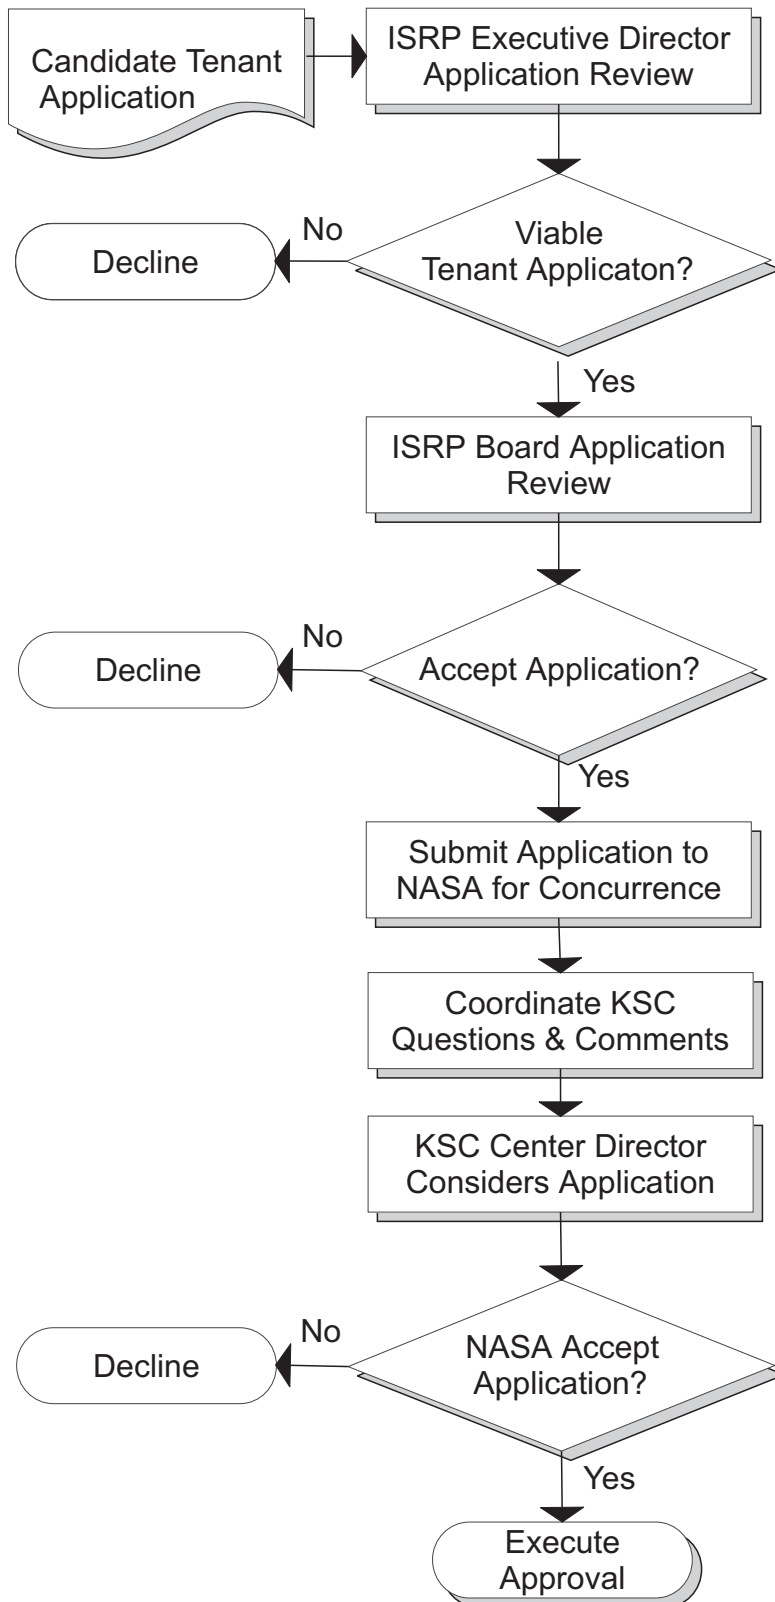 Candidate Tenant
Application
ISRP Executive Director
Application Review
Viable
Tenant Applicaton?
No
Decline
Yes
ISRP Board Application
Review
Accept Application?
No
Decline
Yes
Submit Application to
NASA for Concurrence
Coordinate KSC
Questions & Comments
KSC Center Director
Considers Application
NASA Accept
Application?
No
Decline
Yes
Execute
Approval